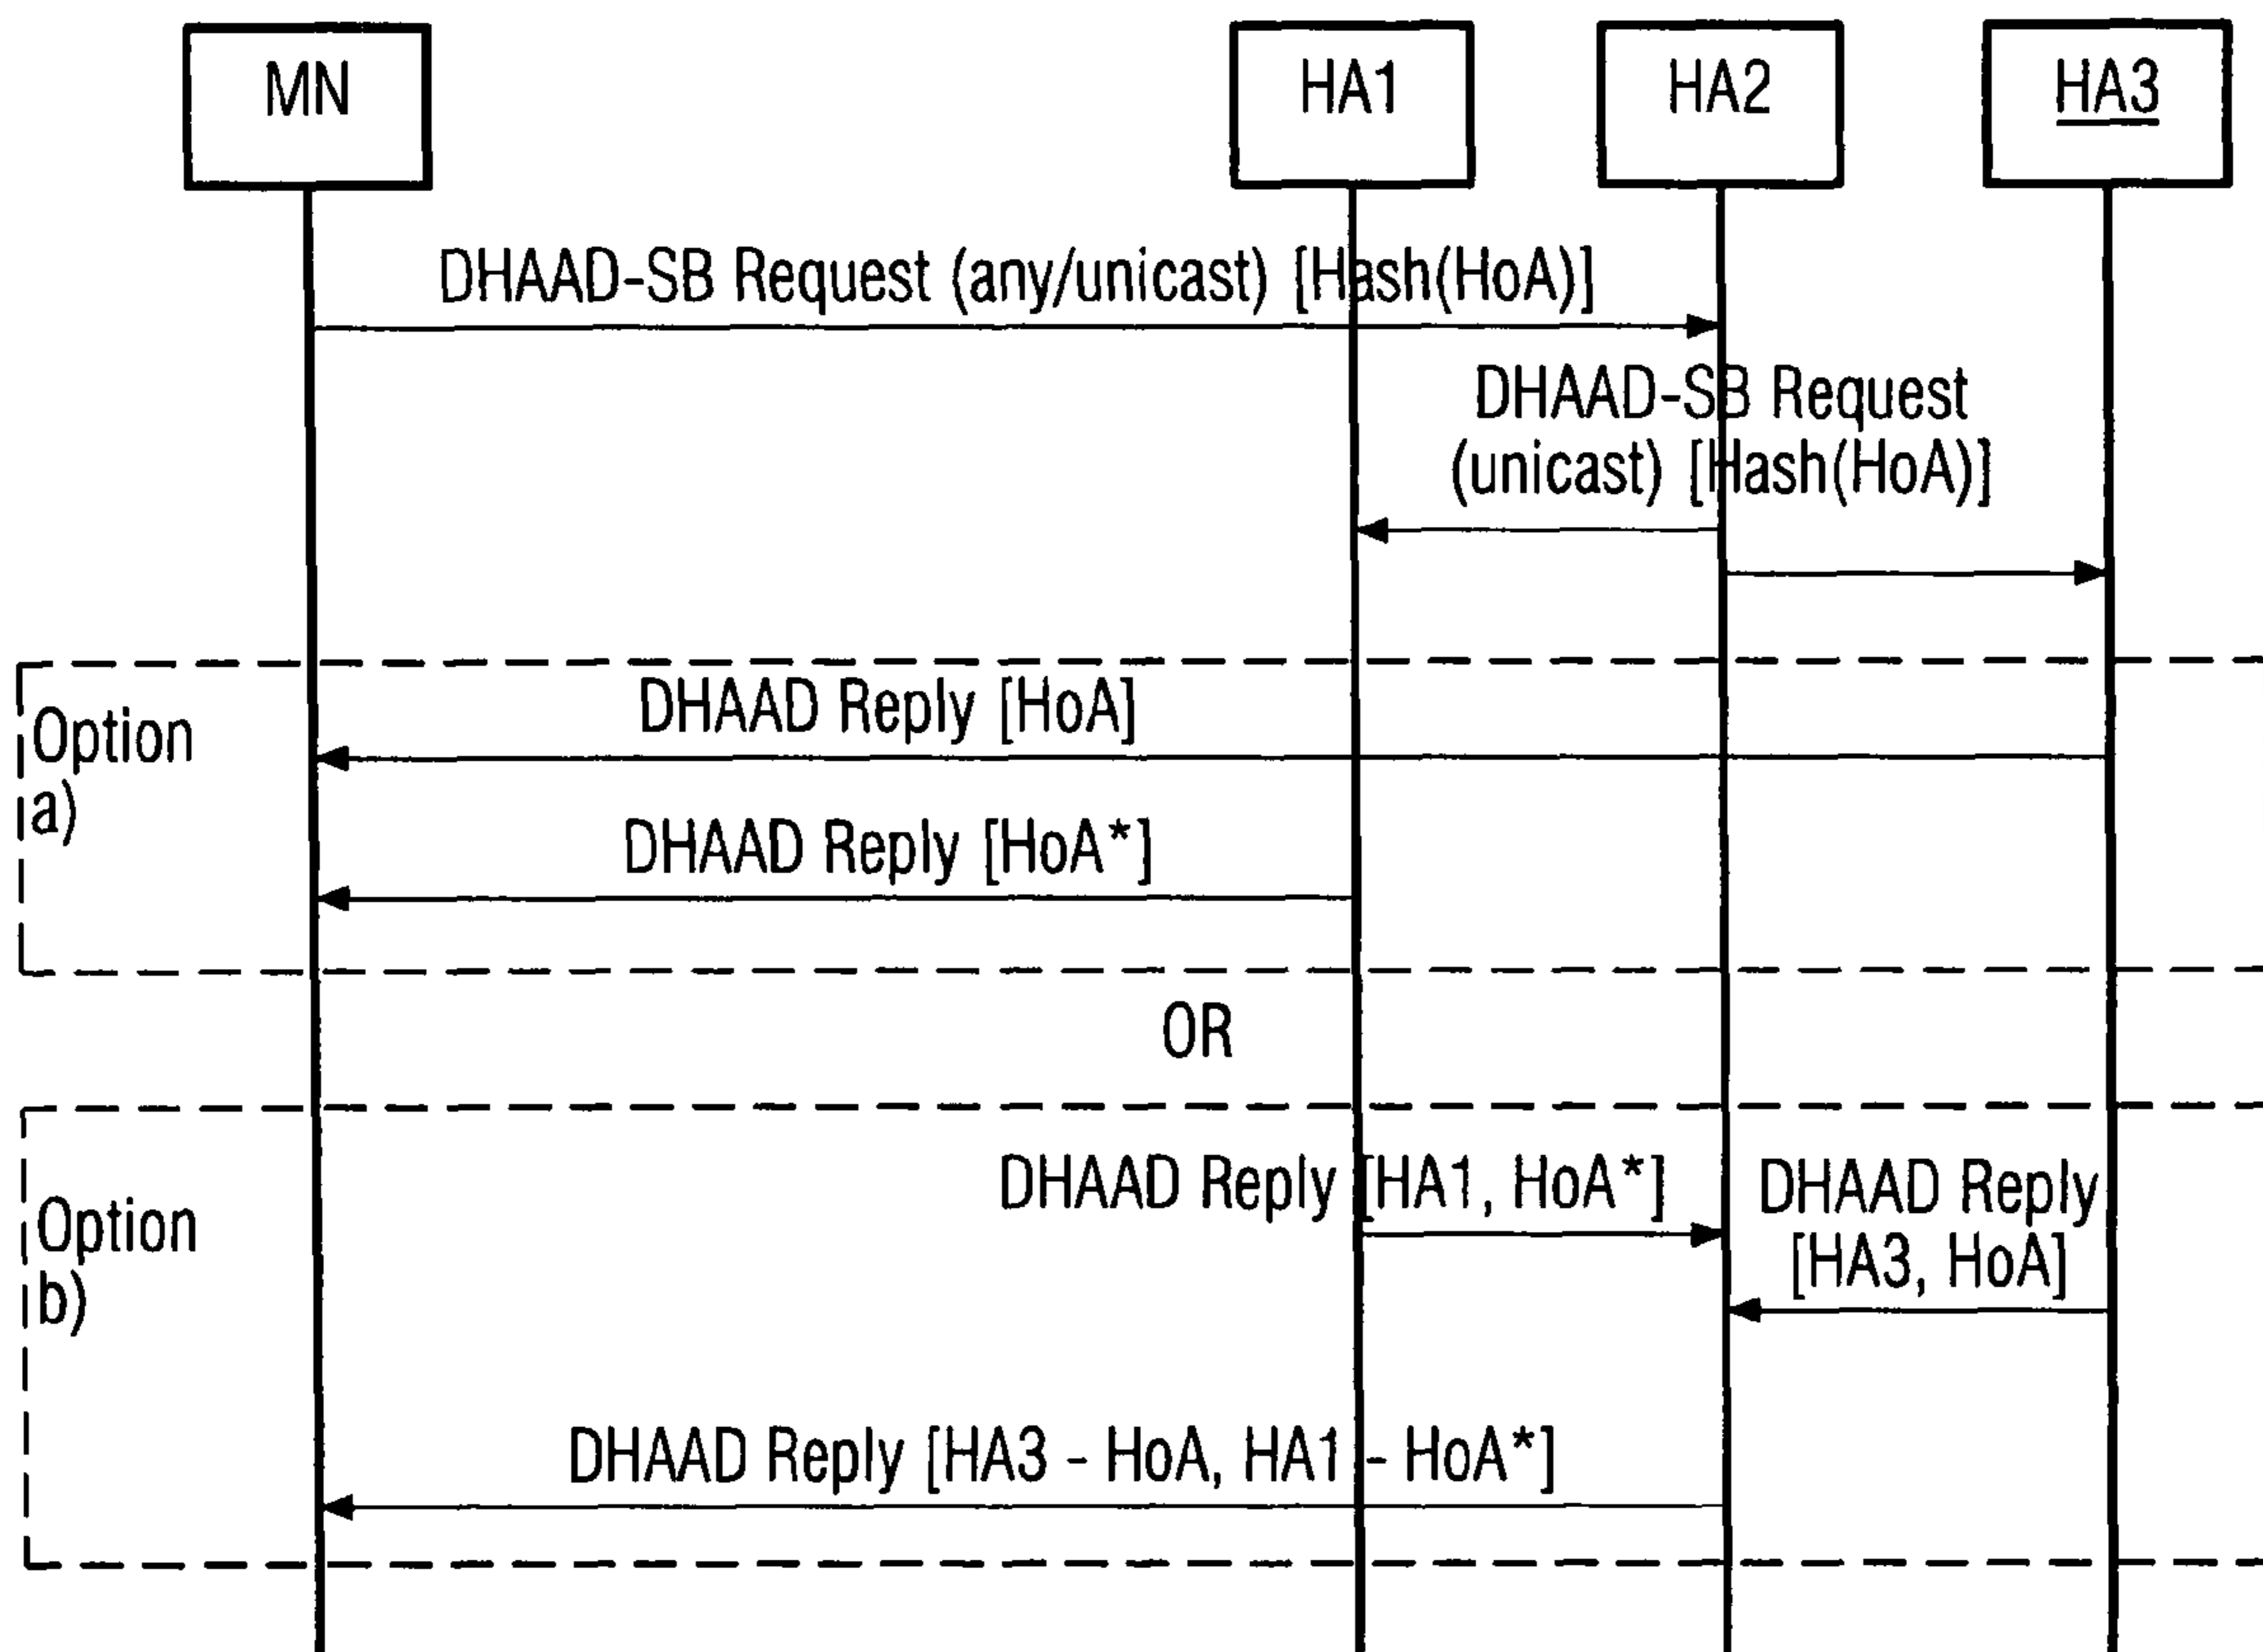 MN
HA1
HA2
HA3
DHAAD-SB Request (any/unicast) [Hash(HoA)]
DHAAD-SB Request
(unicast) [Hash(HoA)]
Option
a)
DHAAD Reply [HoA]
DHAAD Reply [HoA*]
OR
Option
b)
DHAAD Reply [HA1, HoA*]
DHAAD Reply
[HA3, HoA]
DHAAD Reply [HA3 - HoA, HA1 - HoA*]